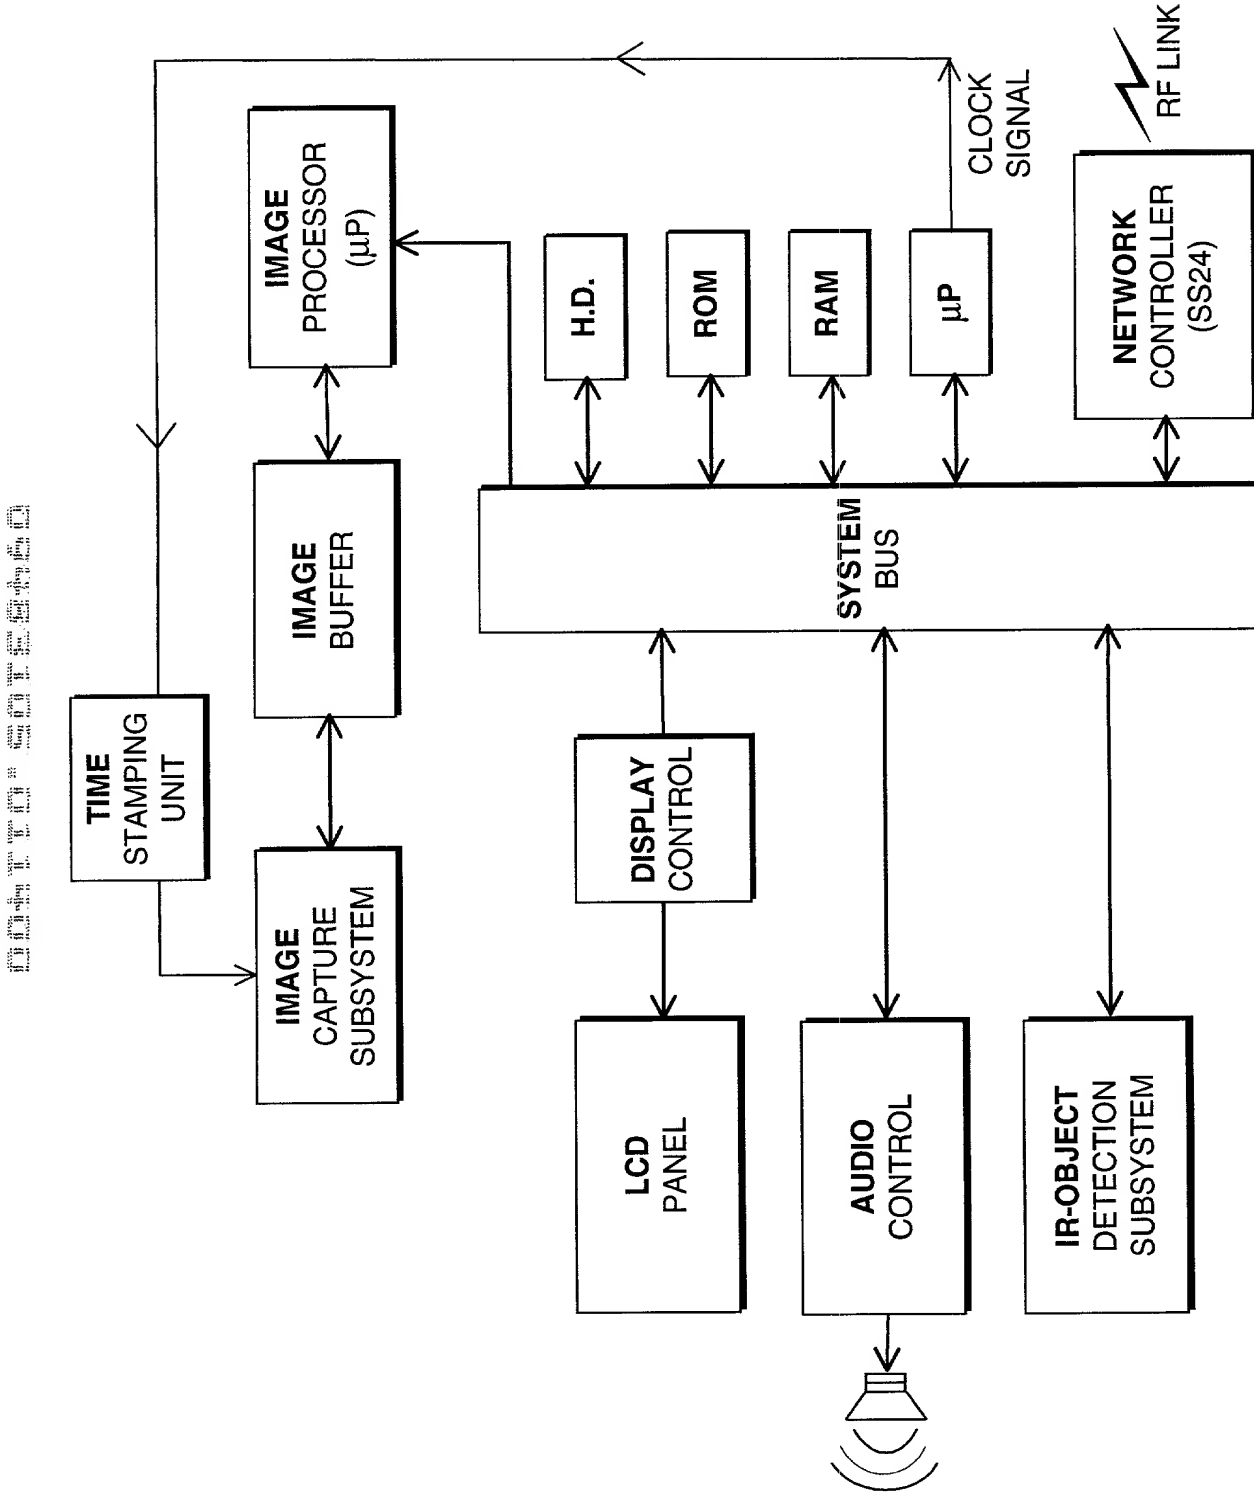 TIME
STAMPING
UNIT
IMAGE
CAPTURE
SUBSYSTEM
IMAGE
BUFFER
IMAGE
PROCESSOR
(µP)
LCD
PANEL
DISPLAY
CONTROL
H.D.
ROM
RAM
µP
CLOCK
SIGNAL
SYSTEM
BUS
AUDIO
CONTROL
IR-OBJECT
DETECTION
SUBSYSTEM
NETWORK
CONTROLLER
(SS24)
RF LINK